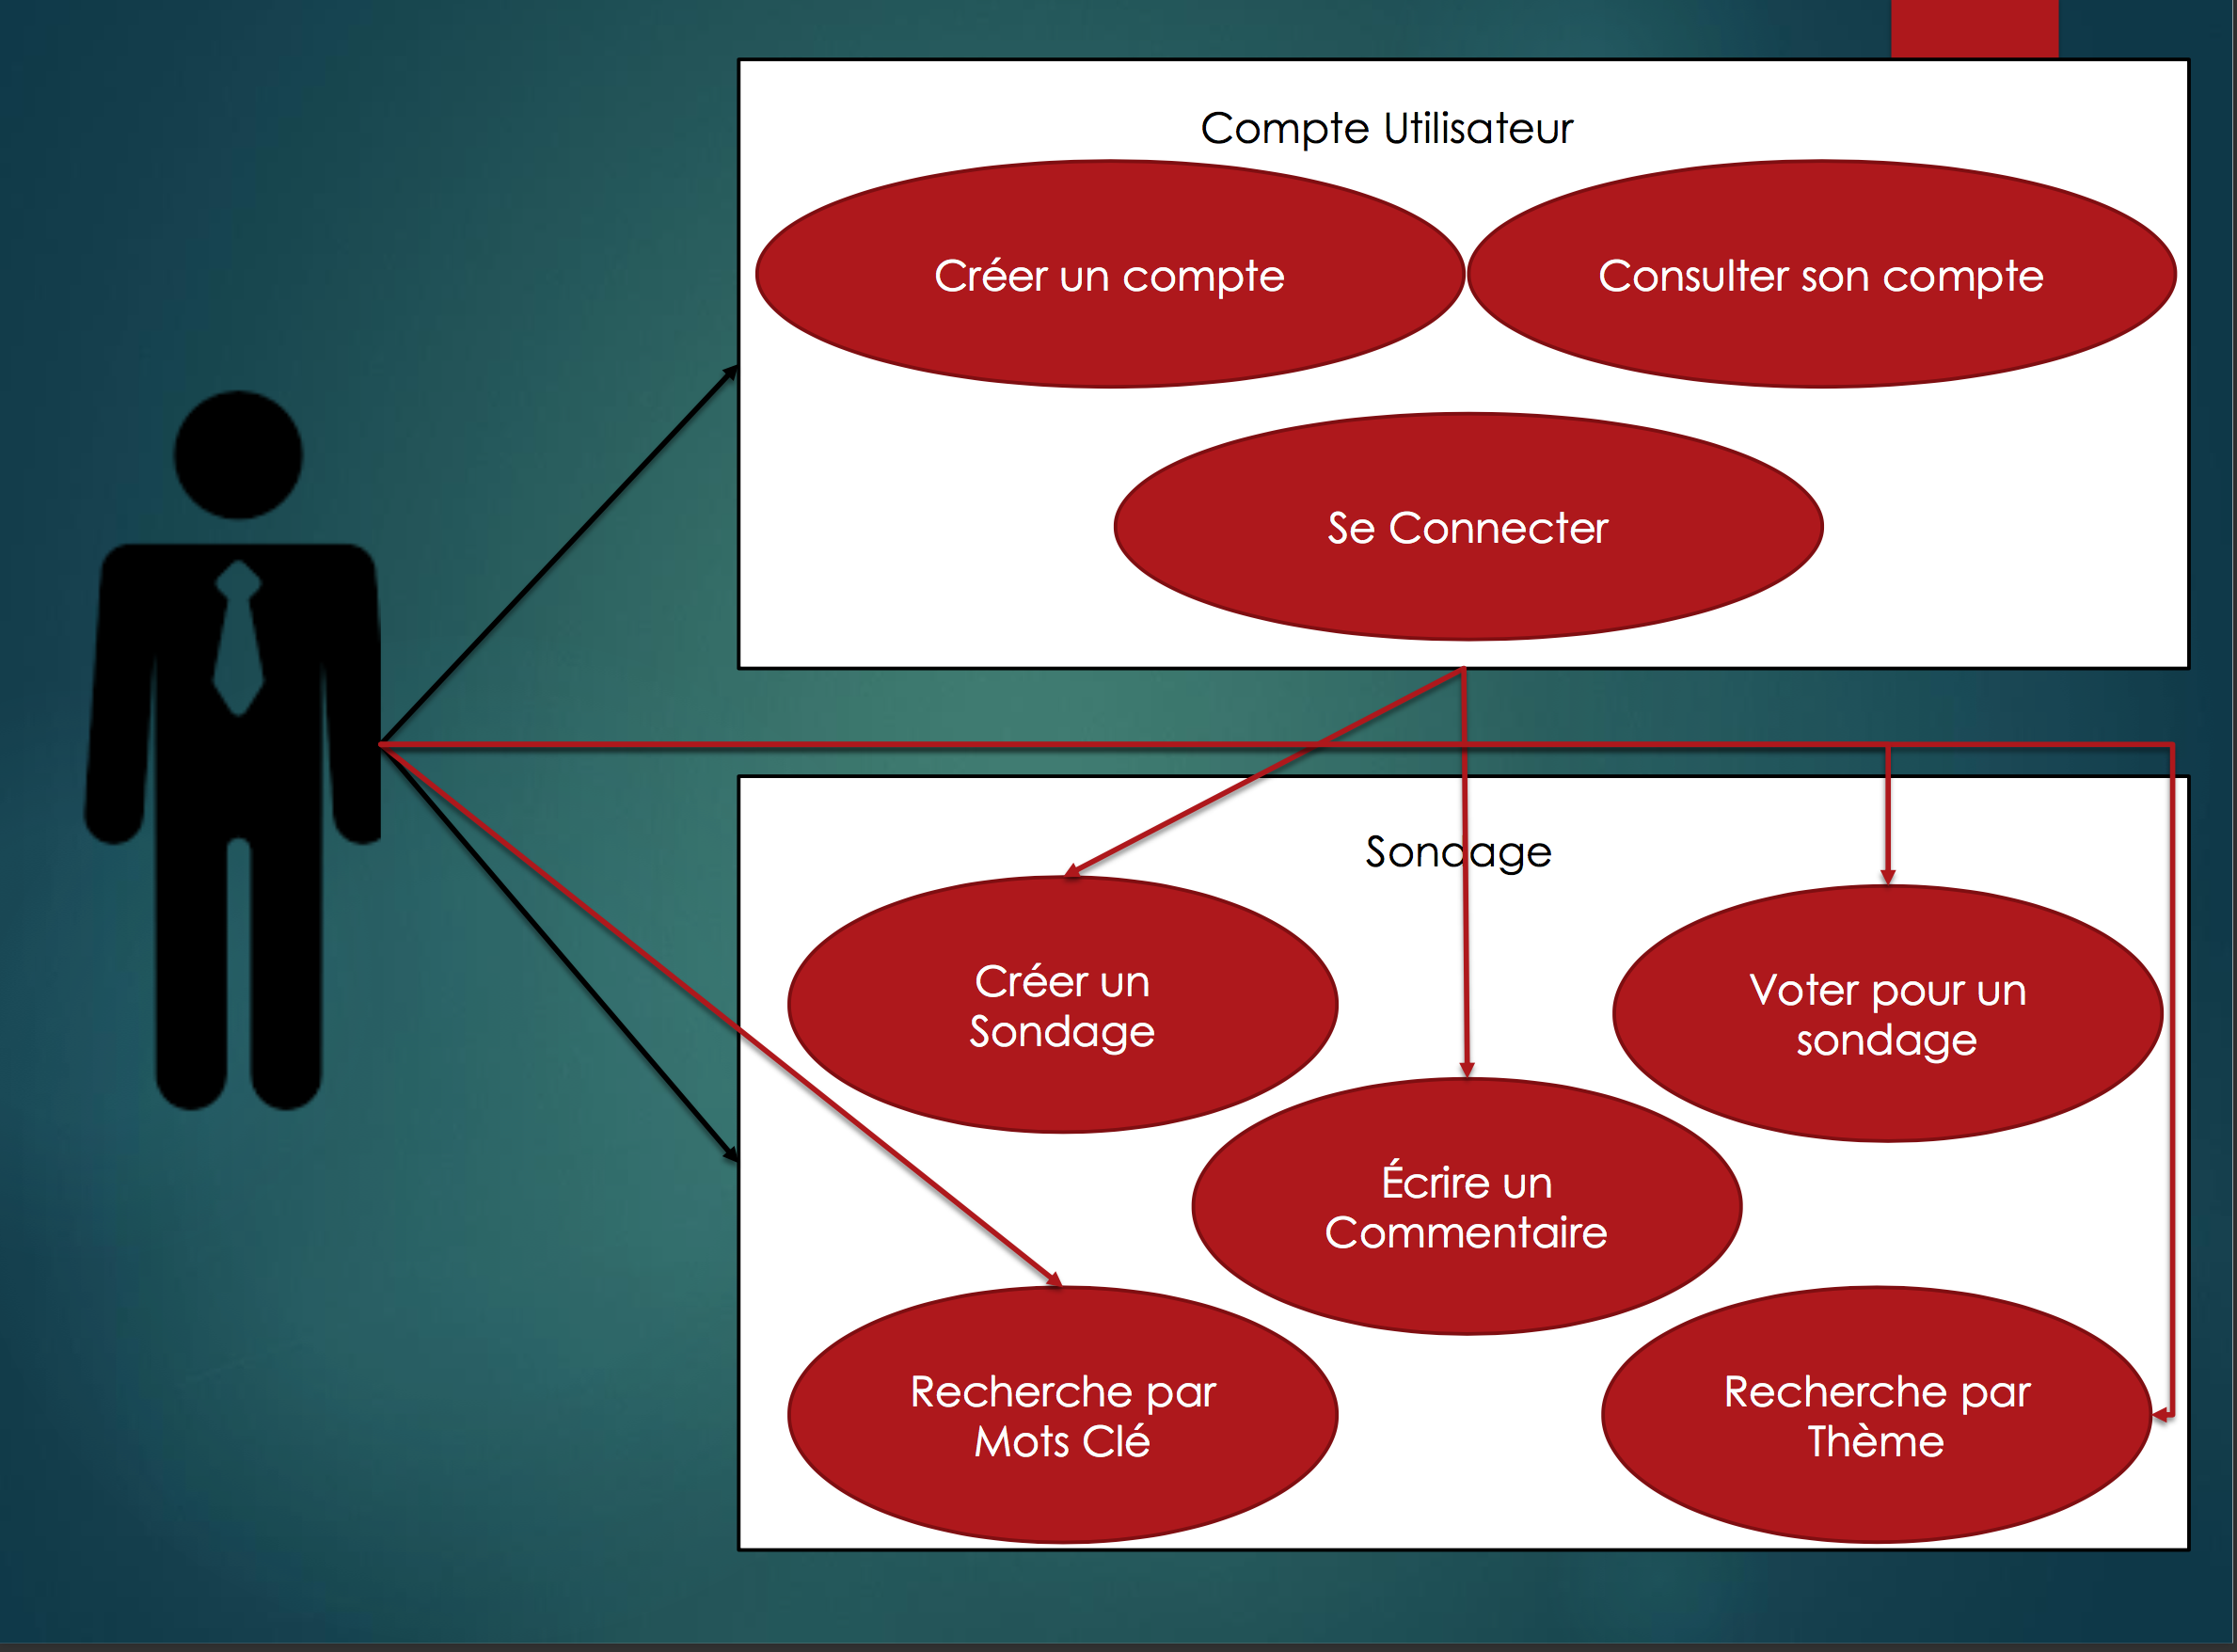 Compte Utilisateur
Créer un compte
Consulter son compte
Se Connecter
Sondage
Créer un
Sondage
Voter pour un
sondage
Écrire un
Commentaire
Recherche par
Mots Clé
Recherche par
Thème